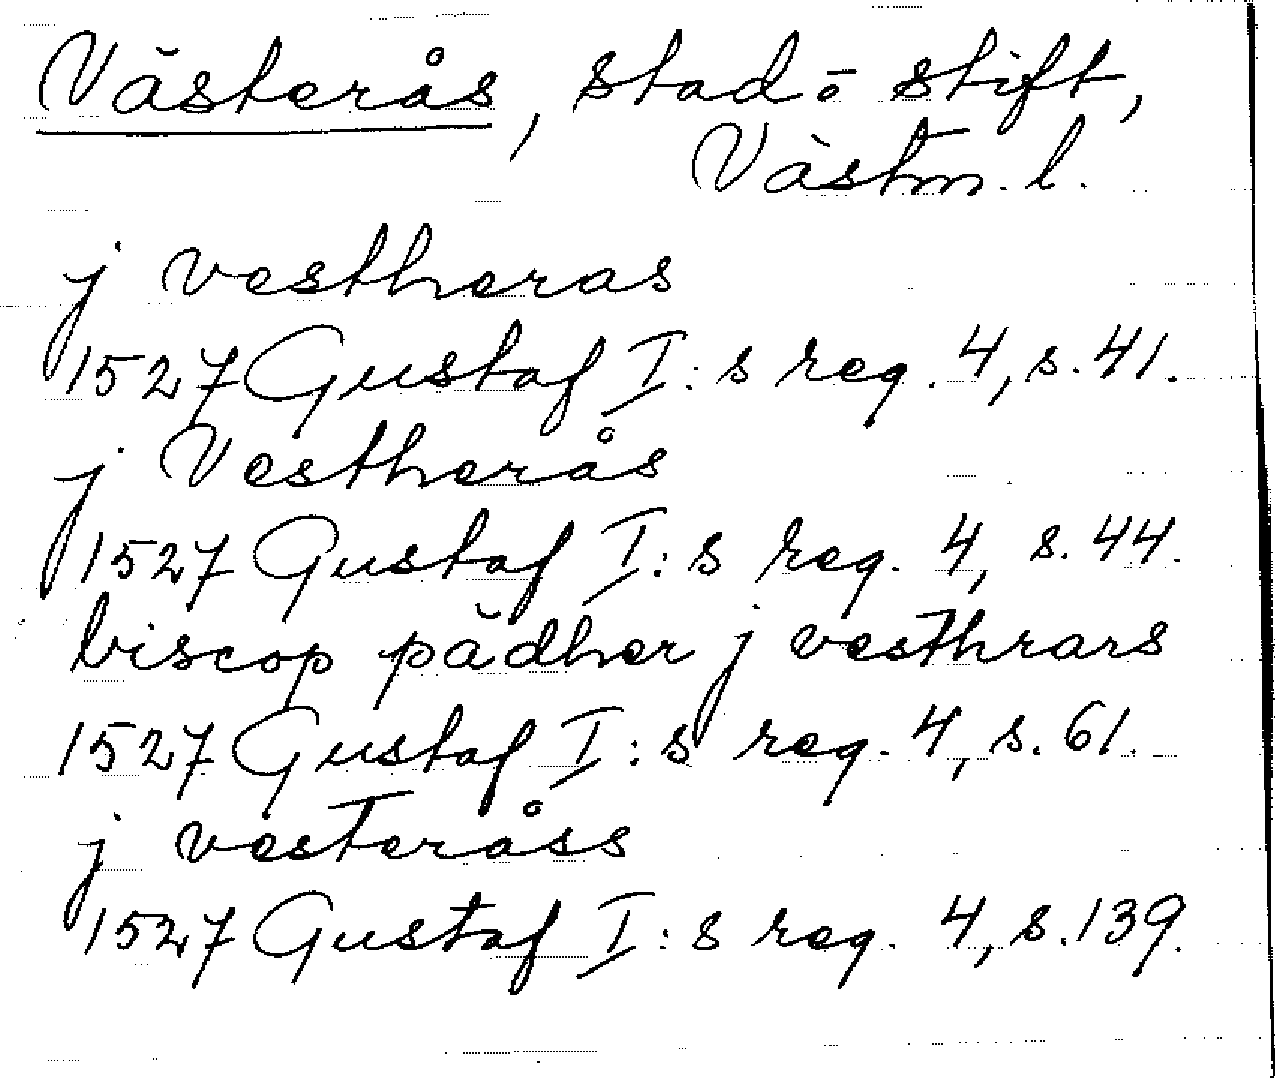 Västerås, stad o stift,
Västm. l.
j vestheras
1527 Gustaf I:s reg. 4, s. 41.
j Vestherås
1527 Gustaf I:s reg. 4, s. 44.
biscop pädher j vesthrars
1527 Gustaf I:s reg. 4, s. 61.
j vesteråss
1527 Gustaf I:s reg. 4, s. 139.